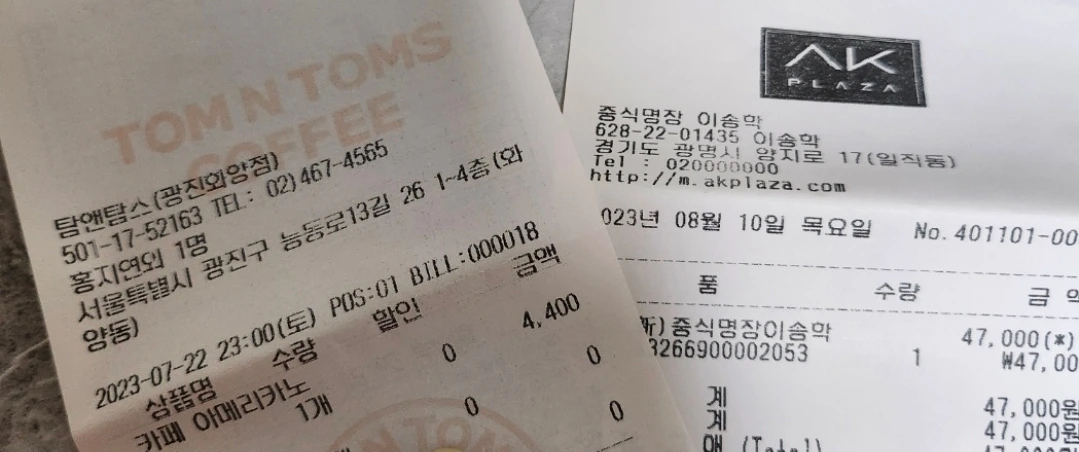 TOM N TOMS
COFFEE
탐앤탐스(광진화양점)
501-17-52163 TEL: 02)467-4565
홍지연외 1명
서울특별시 광진구 능동로13길 26 1~4층(화
양동)
2023-07-22 23:00(토) POS:01 BILL:000018
상품명 수량 할인 금액
카페 아메리카노 4,400
1개 0 0
0 0
N TOM
AK
PLAZA
중식명장 이송학
628-22-01435 이송학
경기도 광명시 양지로 17(일직동)
Tel : 020000000
http://m.akplaza.com
023년 08월 10일 목요일 No.401101-00
품 수량 금
新)중식명장이송학 47,000(*)
3266900002053 1 ₩47,00
계 47,000원
계 47,000원
액 (Total)